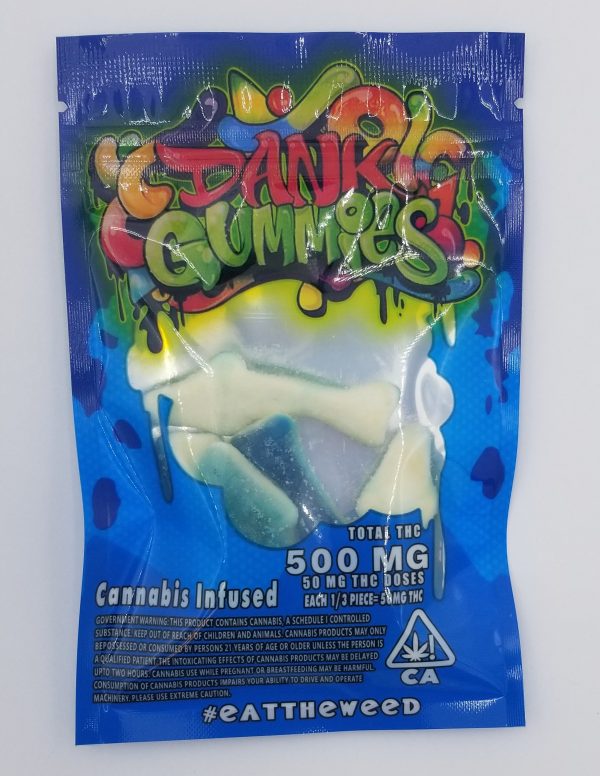 DANK
GUMMIES
TOTAL THC
500 MG
50 MG THC DOSES
EACH 1/3 PIECE= 50MG THC
Cannabis Infused
GOVERNMENT WARNING: THIS PRODUCT CONTAINS CANNABIS, A SCHEDULE I CONTROLLED
SUBSTANCE. KEEP OUT OF REACH OF CHILDREN AND ANIMALS. CANNABIS PRODUCTS MAY ONLY
BE POSSESSED OR CONSUMED BY PERSONS 21 YEARS OF AGE OR OLDER UNLESS THE PERSON IS
A QUALIFIED PATIENT. THE INTOXICATING EFFECTS OF CANNABIS PRODUCTS MAY BE DELAYED
UPTO TWO HOURS. CANNABIS USE WHILE PREGNANT OR BREASTFEEDING MAY BE HARMFUL.
CONSUMPTION OF CANNABIS PRODUCTS IMPAIRS YOUR ABILITY TO DRIVE AND OPERATE
MACHINERY. PLEASE USE EXTREME CAUTION.
!
CA
#EATTHEWEED